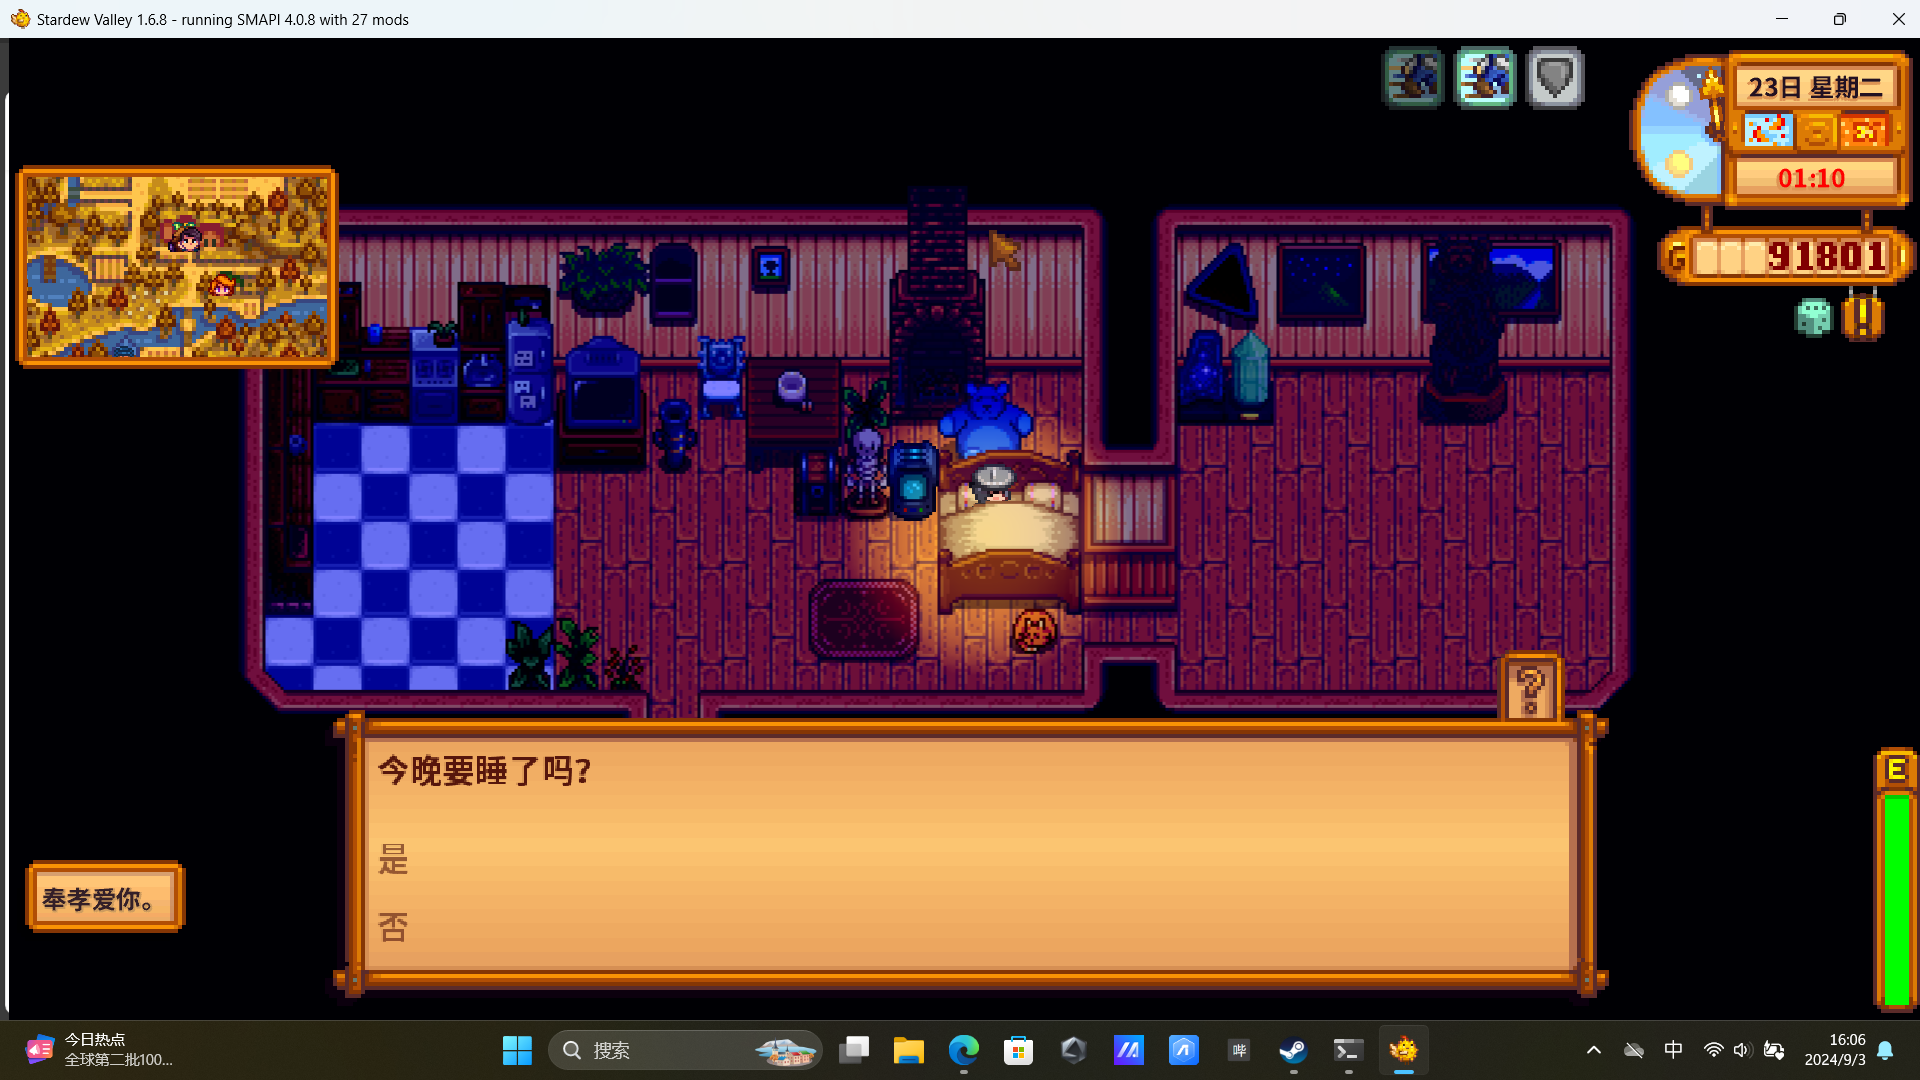 Stardew Valley 1.6.8 - running SMAPI 4.0.8 with 27 mods
23日 星期二
01:10
G 91801
今晚要睡了吗?
是
否
奉孝爱你。
E
今日热点
全球第二批100...
搜索
哔
中
16:06
2024/9/3